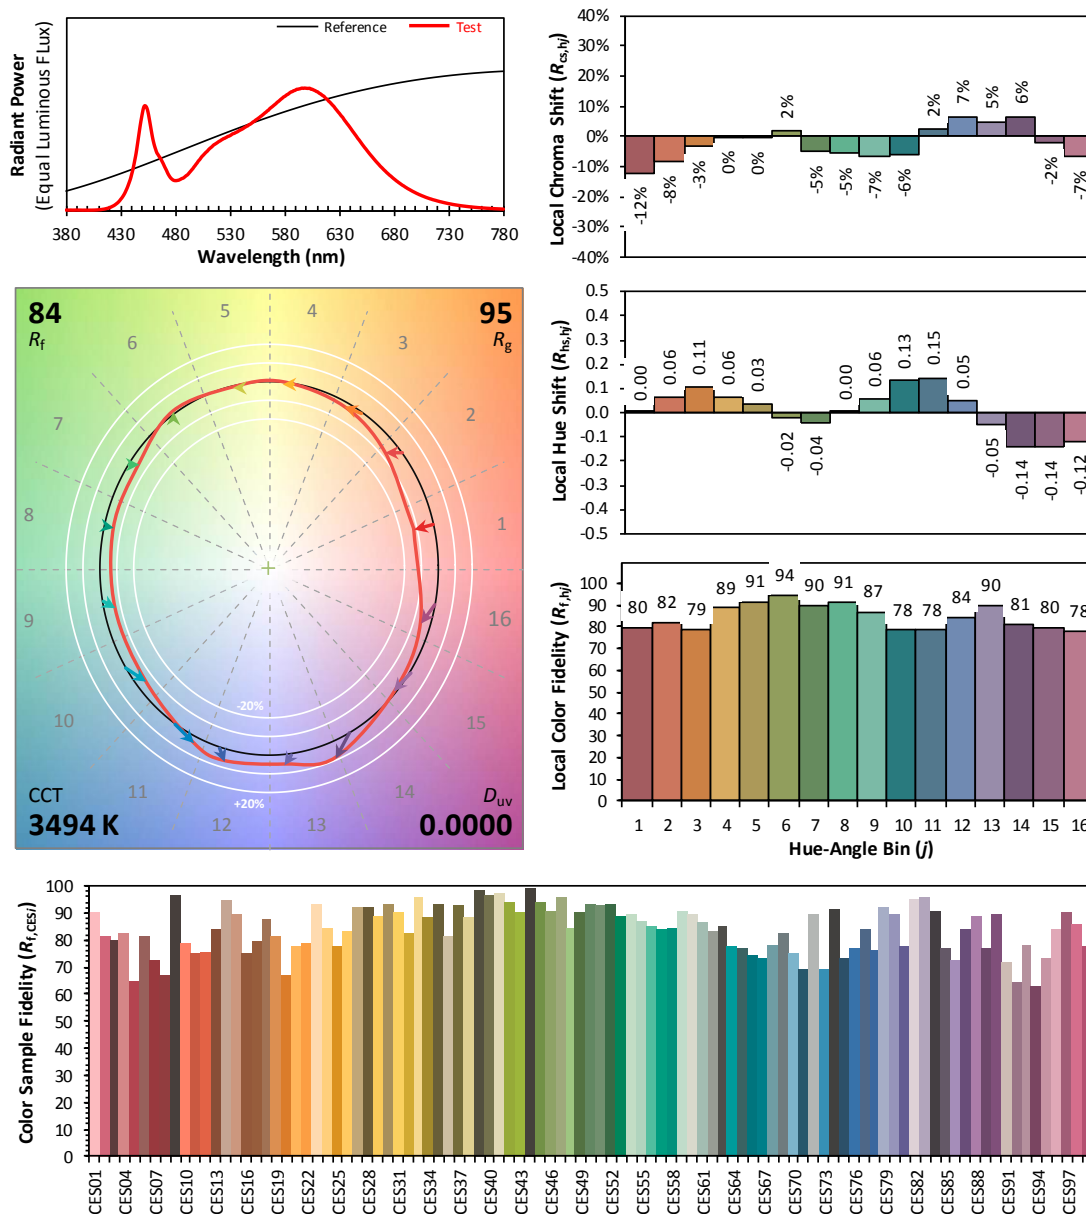 Radiant Power
(Equal Luminous FLux)
Reference
Test
380 430 480 530 580 630 680 730 780
Wavelength (nm)
Local Chroma Shift (Rcs,hj)
40%
30%
20%
10%
0%
-10%
-20%
-30%
-40%
-12% -8% -3% 0% 0% 2% -5% -5% -7% -6% 2% 7% 5% 6% -2% -7%
84
Rf
95
Rg
5 4
6 3
7 2
8 1
9 16
10 15
11 14
12 13
-20%
+20%
CCT
3494 K
Duv
0.0000
Local Hue Shift (Rhs,hj)
0.5
0.4
0.3
0.2
0.1
0.0
-0.1
-0.2
-0.3
-0.4
-0.5
0.00 0.06 0.11 0.06 0.03 -0.02 -0.04 0.00 0.06 0.13 0.15 0.05 -0.05 -0.14 -0.14 -0.12
Local Color Fidelity (Rf,hj)
100
90
80
70
60
50
40
30
20
10
0
80 82 79 89 91 94 90 91 87 78 78 84 90 81 80 78
1 2 3 4 5 6 7 8 9 10 11 12 13 14 15 16
Hue-Angle Bin (j)
Color Sample Fidelity (Rf,CESi)
100
90
80
70
60
50
40
30
20
10
0
CES01 CES04 CES07 CES10 CES13 CES16 CES19 CES22 CES25 CES28 CES31 CES34 CES37 CES40 CES43 CES46 CES49 CES52 CES55 CES58 CES61 CES64 CES67 CES70 CES73 CES76 CES79 CES82 CES85 CES88 CES91 CES94 CES97